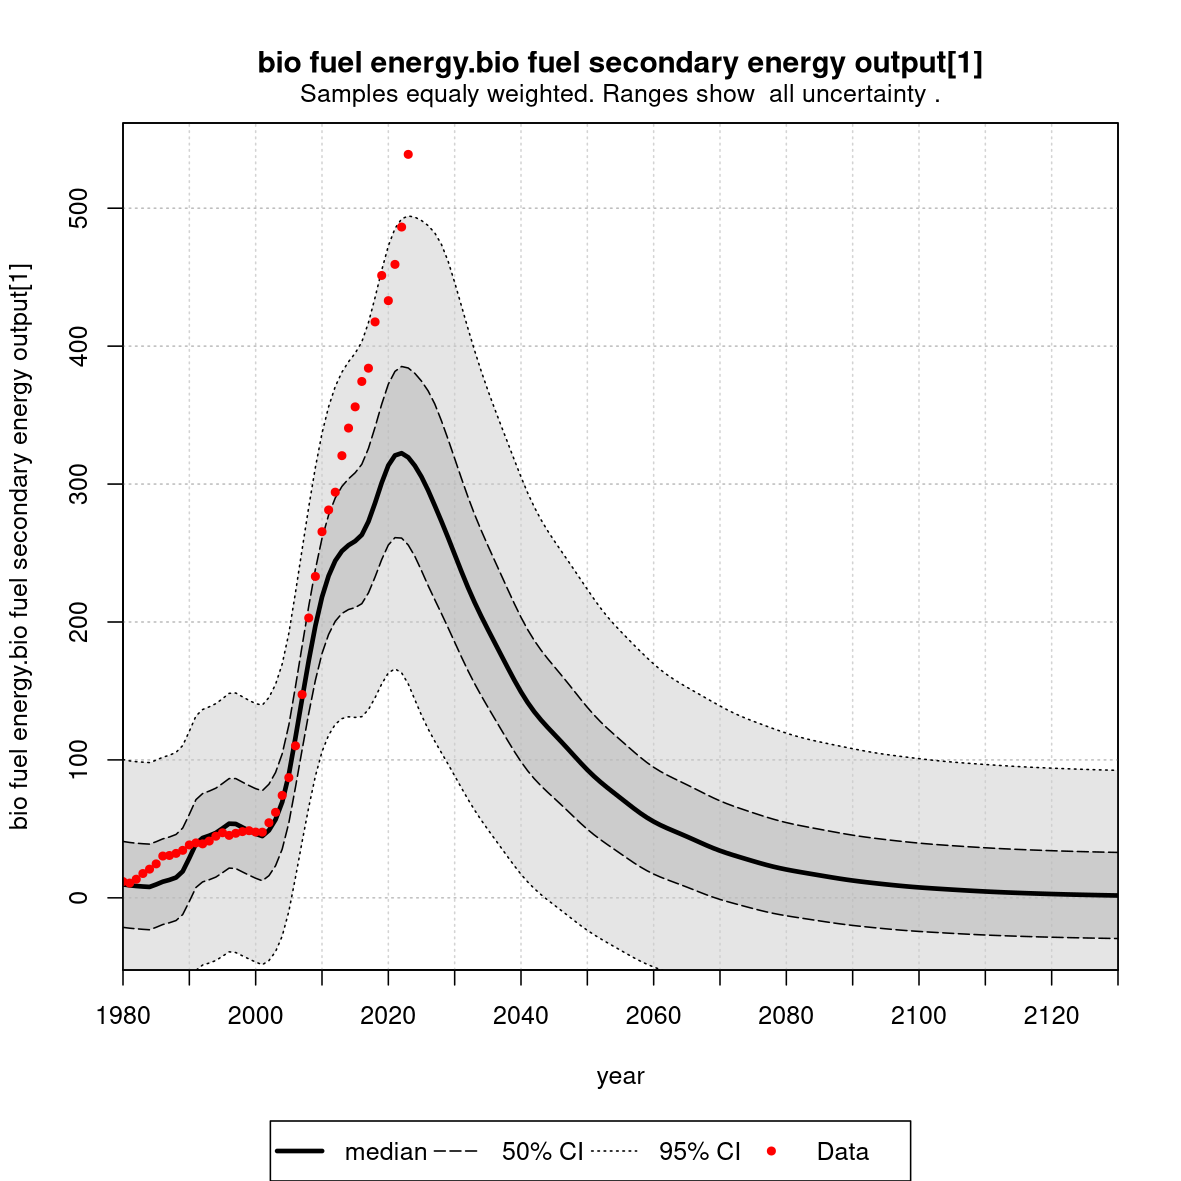 bio fuel energy.bio fuel secondary energy output[1]
Samples equaly weighted. Ranges show  all uncertainty .
bio fuel energy.bio fuel secondary energy output[1]
500
400
300
200
100
0
1980 2000 2020 2040 2060 2080 2100 2120
year
median 50% CI 95% CI Data